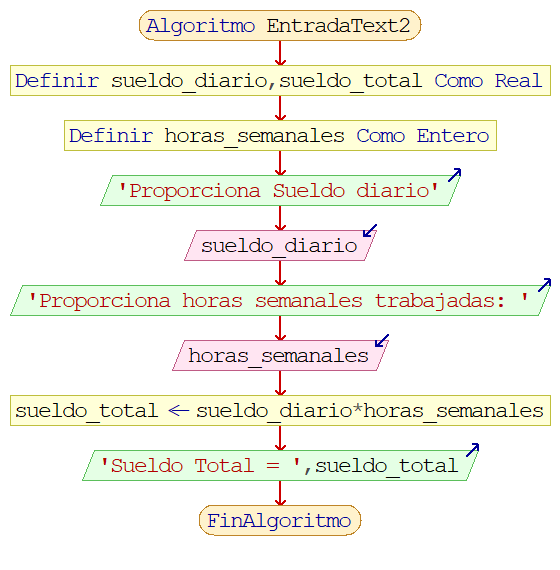 Algoritmo EntradaText2
Definir sueldo_diario,sueldo_total Como Real
Definir horas_semanales Como Entero
'Proporciona Sueldo diario'
sueldo_diario
'Proporciona horas semanales trabajadas: '
horas_semanales
sueldo_total ← sueldo_diario*horas_semanales
'Sueldo Total = ',sueldo_total
FinAlgoritmo